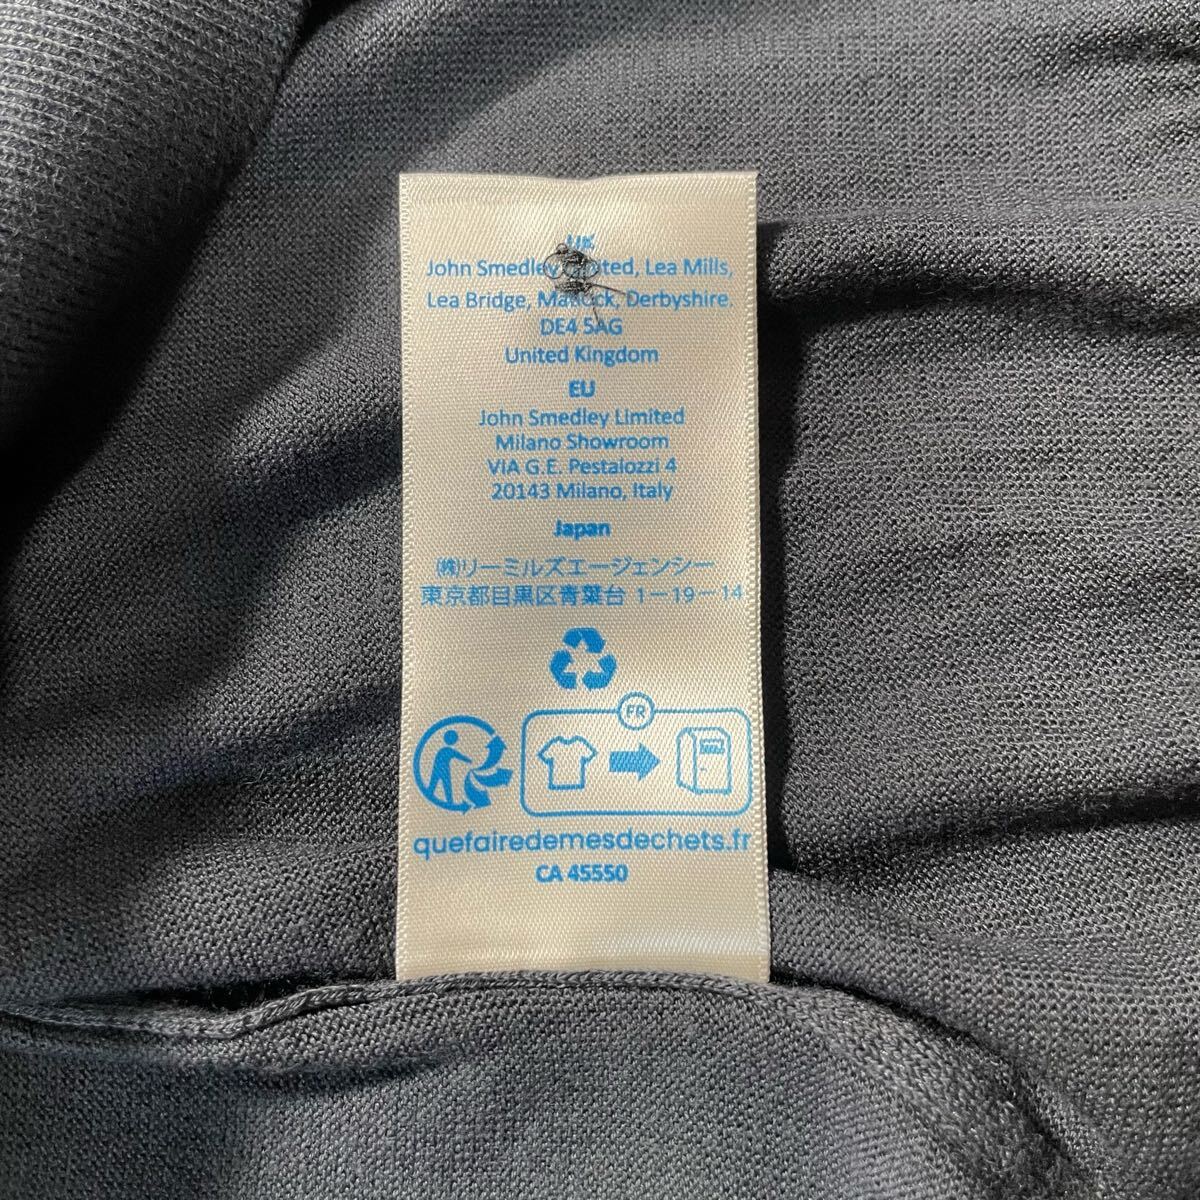 UK
John Smedley Limited, Lea Mills,
Lea Bridge, Matlock, Derbyshire,
DE4 5AG
United Kingdom
EU
John Smedley Limited
Milano Showroom
VIA G.E. Pestalozzi 4
20143 Milano, Italy
Japan
㈱リーミルズエージェンシー
東京都目黒区青葉台 1-19-14
FR
quefairedemesdechets.fr
CA 45550